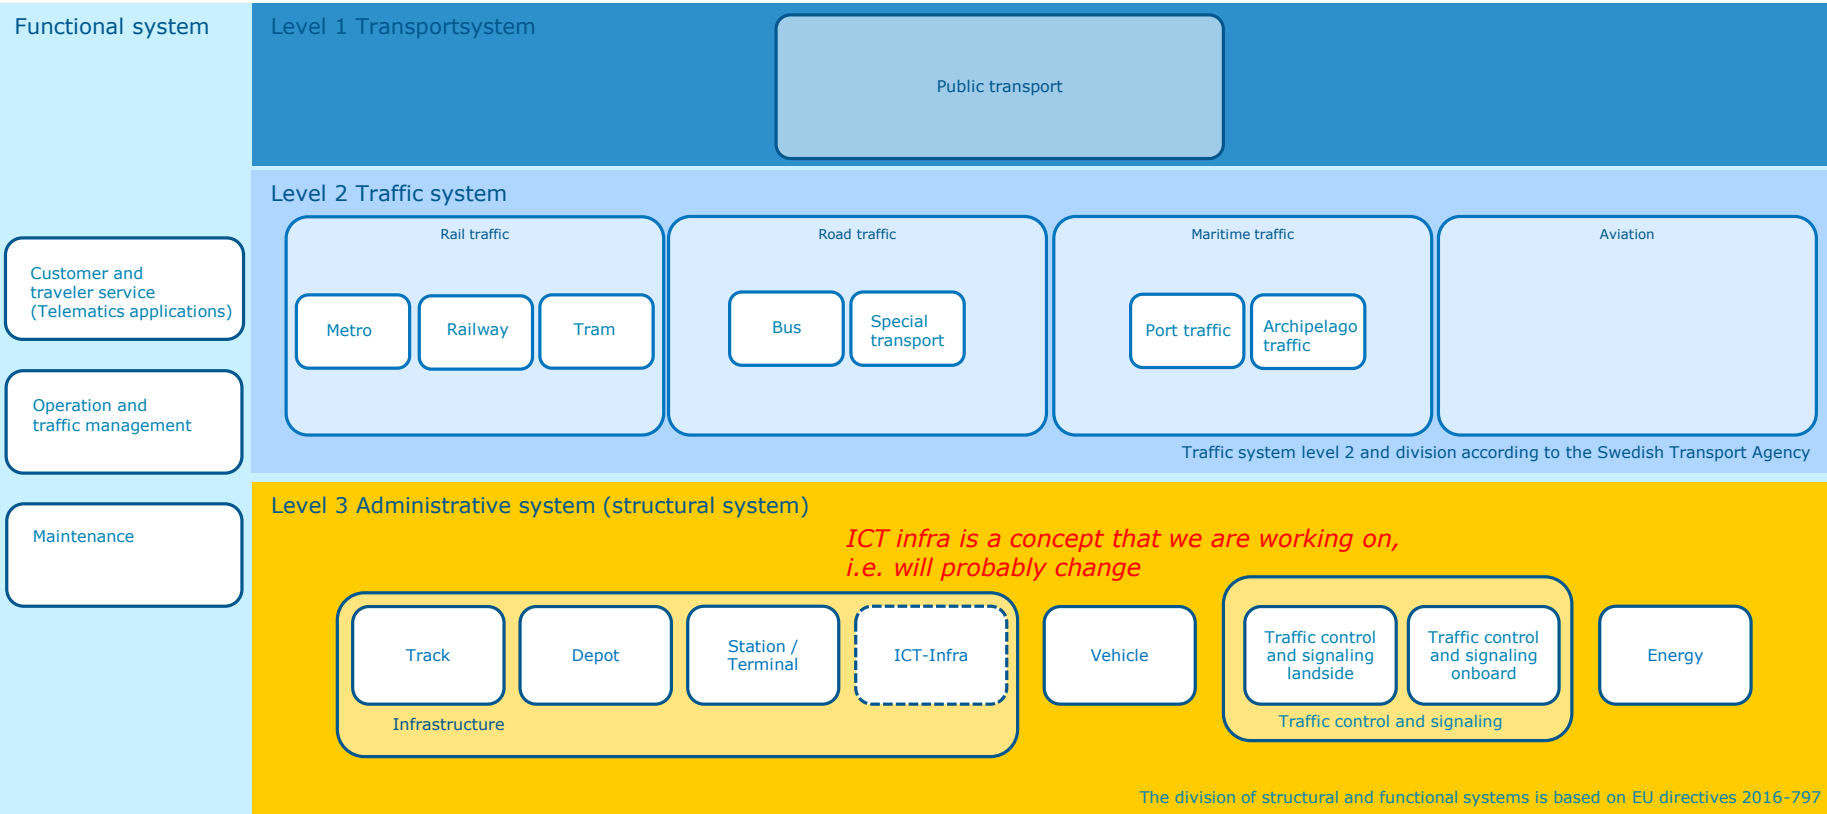 Functional system
Customer and
traveler service
(Telematics applications)
Operation and
traffic management
Maintenance
Level 1 Transportsystem
Public transport
Level 2 Traffic system
Rail traffic
Metro
Railway
Tram
Road traffic
Bus
Special
transport
Maritime traffic
Port traffic
Archipelago
traffic
Aviation
Traffic system level 2 and division according to the Swedish Transport Agency
Level 3 Administrative system (structural system)
ICT infra is a concept that we are working on,
i.e. will probably change
Track
Depot
Station /
Terminal
ICT-Infra
Infrastructure
Vehicle
Traffic control
and signaling
landside
Traffic control
and signaling
onboard
Traffic control and signaling
Energy
The division of structural and functional systems is based on EU directives 2016-797